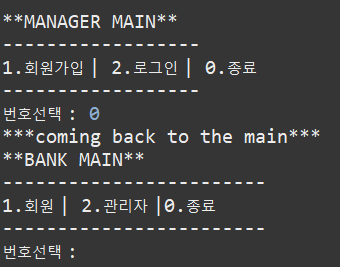 **MANAGER MAIN**
------------------
1.회원가입 | 2.로그인 | 0.종료
------------------
번호선택 : 0
***coming back to the main***
**BANK MAIN**
------------------------
1.회원 | 2.관리자 |0.종료
------------------------
번호선택 :